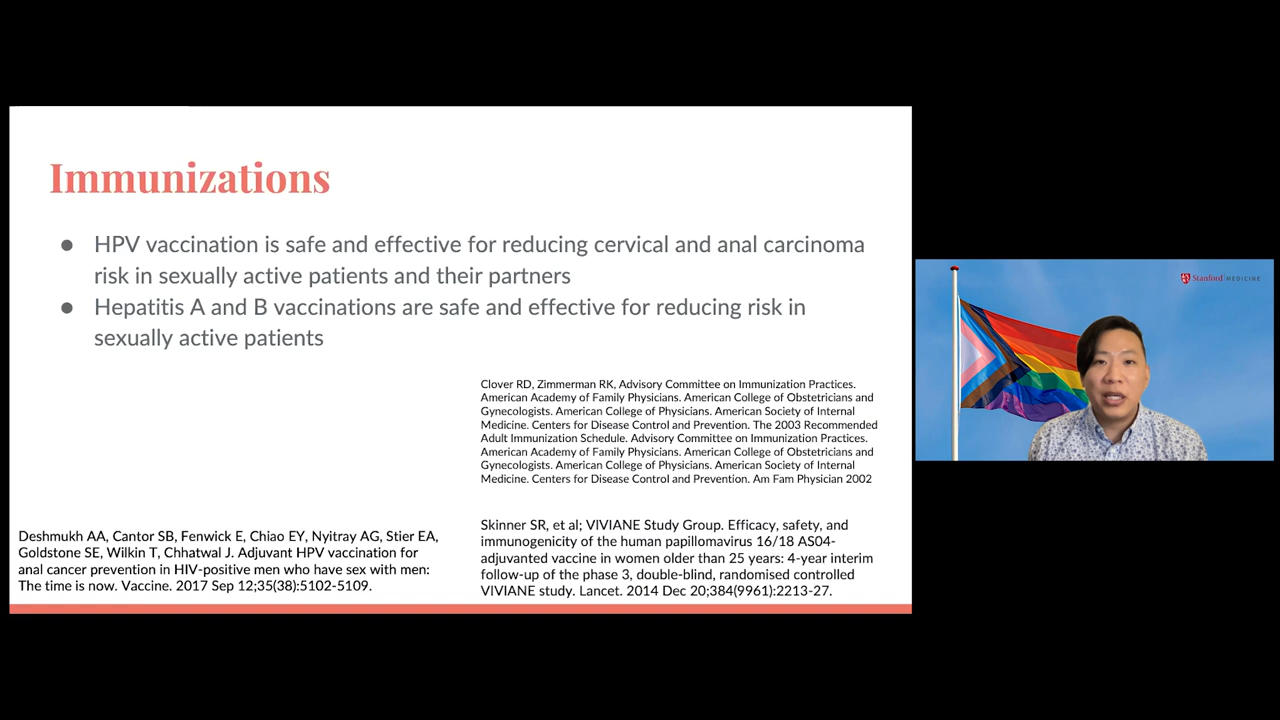 Immunizations
● HPV vaccination is safe and effective for reducing cervical and anal carcinoma
risk in sexually active patients and their partners
● Hepatitis A and B vaccinations are safe and effective for reducing risk in
sexually active patients
Clover RD, Zimmerman RK, Advisory Committee on Immunization Practices.
American Academy of Family Physicians. American College of Obstetricians and
Gynecologists. American College of Physicians. American Society of Internal
Medicine. Centers for Disease Control and Prevention. The 2003 Recommended
Adult Immunization Schedule. Advisory Committee on Immunization Practices.
American Academy of Family Physicians. American College of Obstetricians and
Gynecologists. American College of Physicians. American Society of Internal
Medicine. Centers for Disease Control and Prevention. Am Fam Physician 2002
Deshmukh AA, Cantor SB, Fenwick E, Chiao EY, Nyitray AG, Stier EA,
Goldstone SE, Wilkin T, Chhatwal J. Adjuvant HPV vaccination for
anal cancer prevention in HIV-positive men who have sex with men:
The time is now. Vaccine. 2017 Sep 12;35(38):5102-5109.
Skinner SR, et al; VIVIANE Study Group. Efficacy, safety, and
immunogenicity of the human papillomavirus 16/18 AS04-
adjuvanted vaccine in women older than 25 years: 4-year interim
follow-up of the phase 3, double-blind, randomised controlled
VIVIANE study. Lancet. 2014 Dec 20;384(9961):2213-27.
Stanford MEDICINE